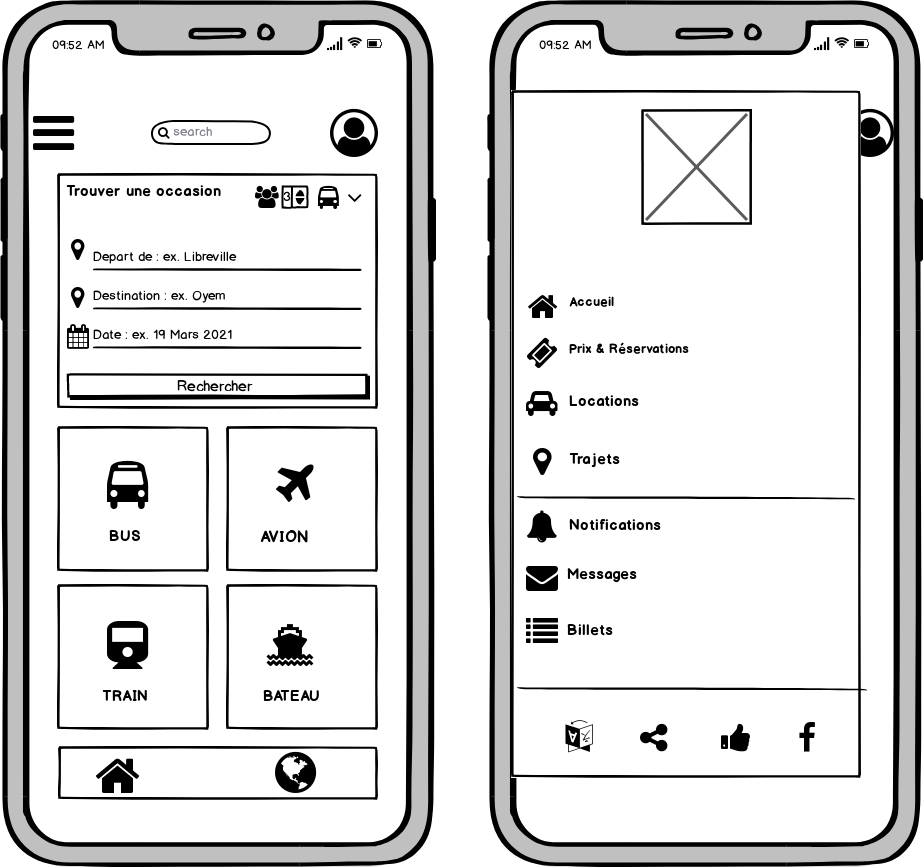 09:52 AM
search
Trouver une occasion
3
Depart de : ex. Libreville
Destination : ex. Oyem
Date : ex. 19 Mars 2021
Rechercher
BUS
AVION
TRAIN
BATEAU
09:52 AM
Accueil
Prix & Réservations
Locations
Trajets
Notifications
Messages
Billets